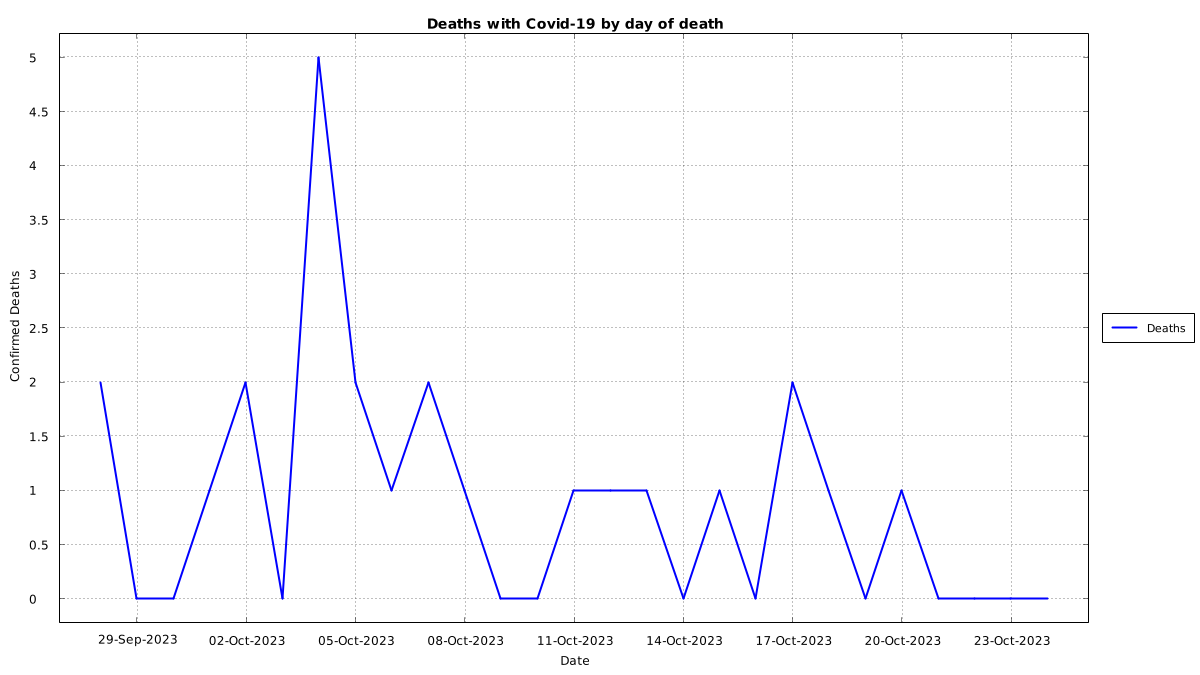 Deaths with Covid-19 by day of death
5
4.5
4
3.5
3
2.5
2
1.5
1
0.5
0
Confirmed Deaths
29-Sep-2023 02-Oct-2023 05-Oct-2023 08-Oct-2023 11-Oct-2023 14-Oct-2023 17-Oct-2023 20-Oct-2023 23-Oct-2023
Date
Deaths